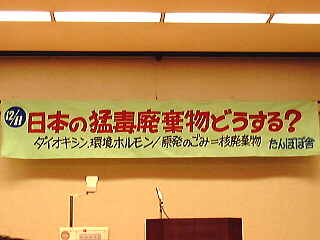 12/11
日本の猛毒廃棄物どうする?
ダイオキシン、環境ホルモン/原発のごみ=核廃棄物 たんぽぽ舎